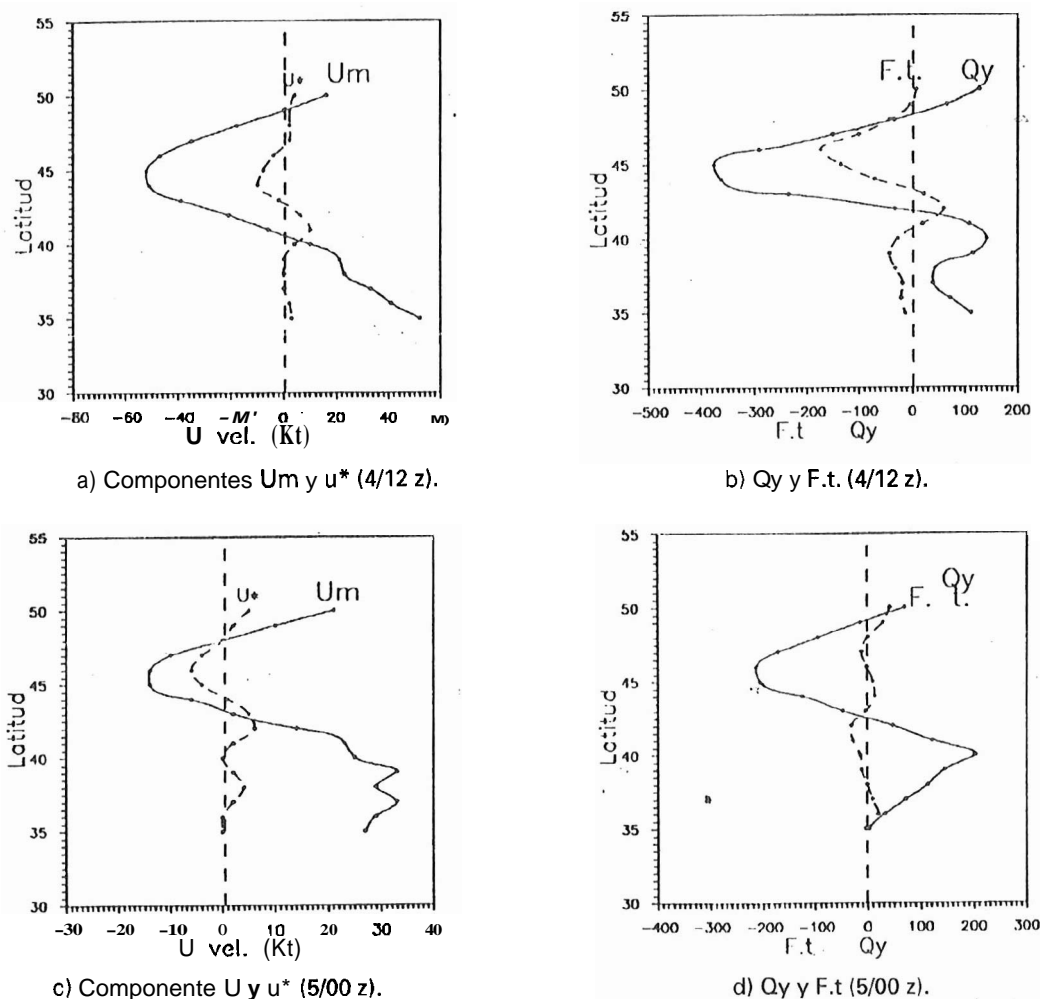 55
50
45
40
35
30
Latitud
U* Um
-80 -60 -40 -M' 0 20 40 M)
U vel. (Kt)
a) Componentes Um y u* (4/12 z).
55
50
45
40
35
30
Latitud
F.t. Qy
-500 -400 -300 -200 -100 0 100 200
F.t Qy
b) Qy y F.t. (4/12 z).
55
50
45
40
35
30
Latitud
U* Um
-30 -20 -10 0 10 20 30 40
U vel. (Kt)
c) Componente U y u* (5/00 z).
55
50
45
40
35
30
Latitud
Qy
F. t.
-400 -300 -200 -100 0 100 200 300
F.t Qy
d) Qy y F.t (5/00 z).